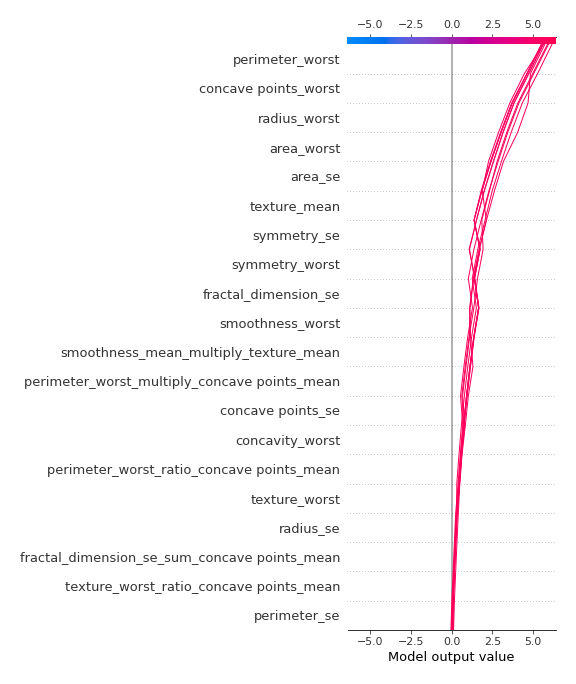 −5.0 −2.5 0.0 2.5 5.0
perimeter_worst
concave points_worst
radius_worst
area_worst
area_se
texture_mean
symmetry_se
symmetry_worst
fractal_dimension_se
smoothness_worst
smoothness_mean_multiply_texture_mean
perimeter_worst_multiply_concave points_mean
concave points_se
concavity_worst
perimeter_worst_ratio_concave points_mean
texture_worst
radius_se
fractal_dimension_se_sum_concave points_mean
texture_worst_ratio_concave points_mean
perimeter_se
−5.0 −2.5 0.0 2.5 5.0
Model output value